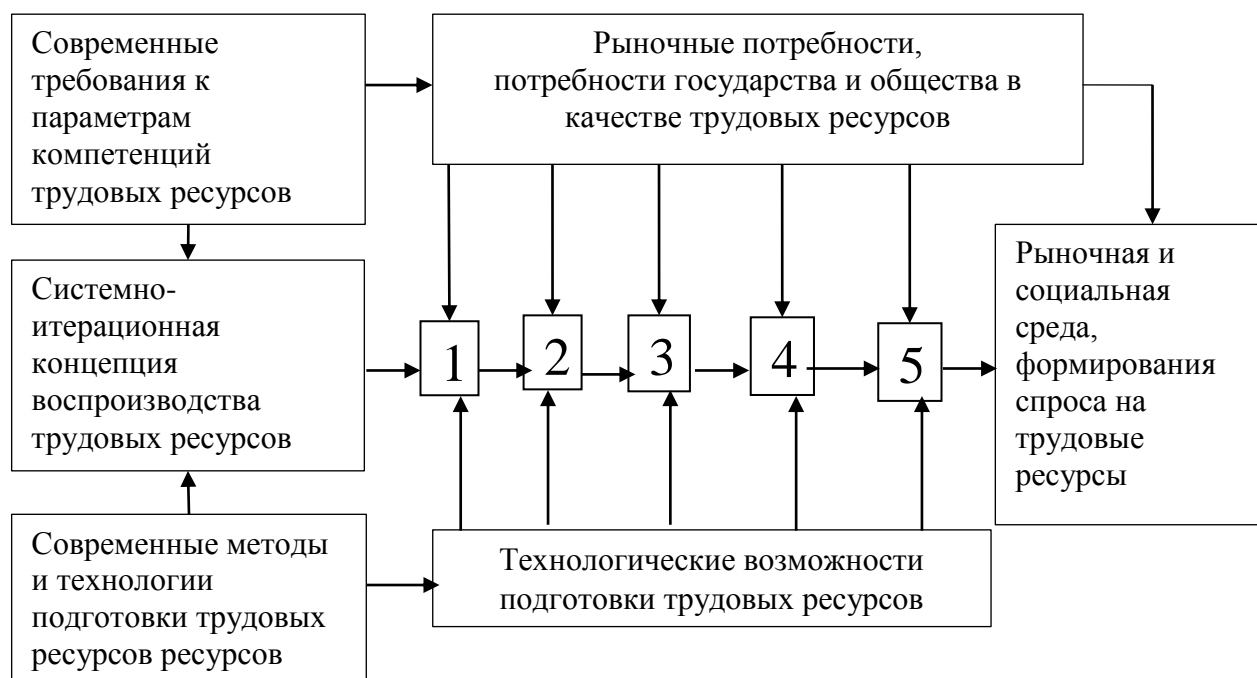 Современные
требования к
параметрам
компетенций
трудовых ресурсов
Рыночные потребности,
потребности государства и общества в
качестве трудовых ресурсов
Системно-
итерационная
концепция
воспроизводства
трудовых ресурсов
1
2
3
4
5
Рыночная и
социальная
среда,
формирования
спроса на
трудовые
ресурсы
Современные методы
и технологии
подготовки трудовых
ресурсов ресурсов
Технологические возможности
подготовки трудовых ресурсов